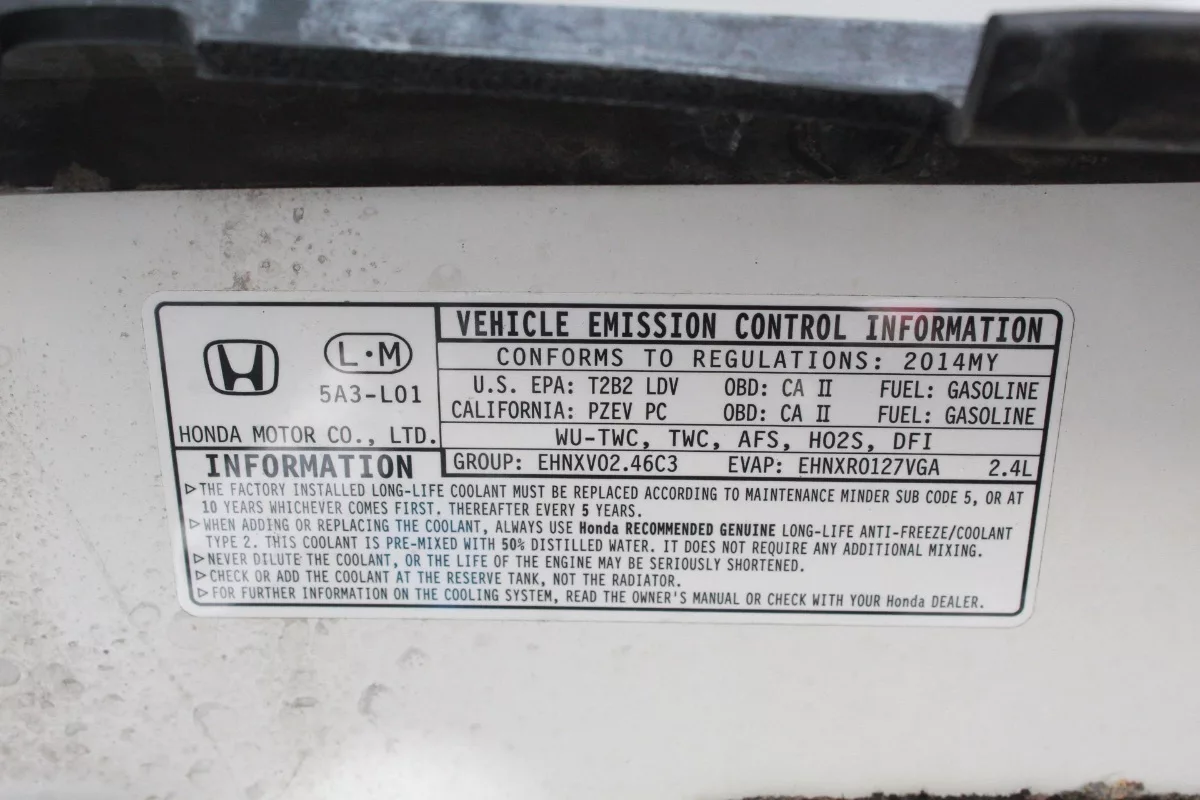 L·M
5A3-L01
HONDA MOTOR CO., LTD.
VEHICLE EMISSION CONTROL INFORMATION
CONFORMS TO REGULATIONS: 2014MY
U.S. EPA: T2B2 LDV OBD: CA II FUEL: GASOLINE
CALIFORNIA: PZEV PC OBD: CA II FUEL: GASOLINE
WU-TWC, TWC, AFS, HO2S, DFI
GROUP: EHNXV02.46C3 EVAP: EHNXR0127VGA 2.4L
INFORMATION
▷THE FACTORY INSTALLED LONG-LIFE COOLANT MUST BE REPLACED ACCORDING TO MAINTENANCE MINDER SUB CODE 5, OR AT
10 YEARS WHICHEVER COMES FIRST. THEREAFTER EVERY 5 YEARS.
▷WHEN ADDING OR REPLACING THE COOLANT, ALWAYS USE Honda RECOMMENDED GENUINE LONG-LIFE ANTI-FREEZE/COOLANT
TYPE 2. THIS COOLANT IS PRE-MIXED WITH 50% DISTILLED WATER. IT DOES NOT REQUIRE ANY ADDITIONAL MIXING.
▷NEVER DILUTE THE COOLANT, OR THE LIFE OF THE ENGINE MAY BE SERIOUSLY SHORTENED.
▷CHECK OR ADD THE COOLANT AT THE RESERVE TANK, NOT THE RADIATOR.
▷FOR FURTHER INFORMATION ON THE COOLING SYSTEM, READ THE OWNER'S MANUAL OR CHECK WITH YOUR Honda DEALER.